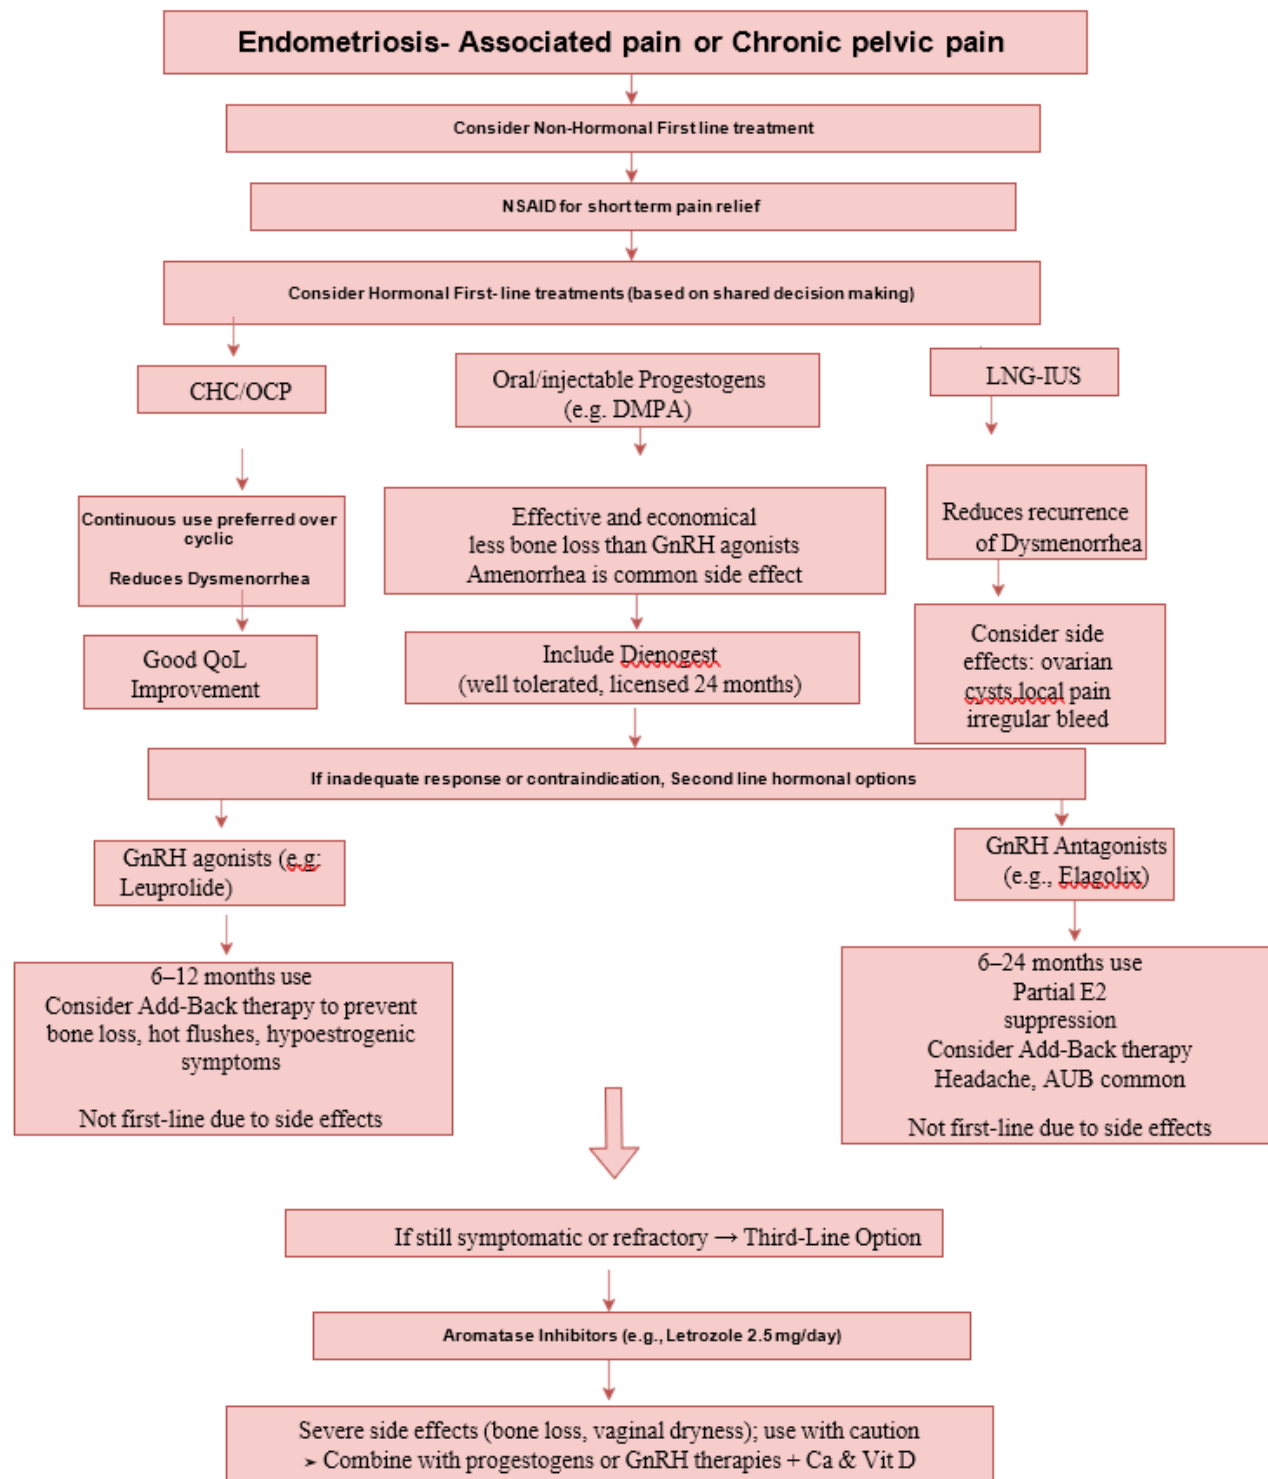 Endometriosis- Associated pain or Chronic pelvic pain
Consider Non-Hormonal First line treatment
NSAID for short term pain relief
Consider Hormonal First- line treatments (based on shared decision making)
CHC/OCP
Oral/injectable Progestogens
(e.g. DMPA)
LNG-IUS
Continuous use preferred over
cyclic
Reduces Dysmenorrhea
Effective and economical
less bone loss than GnRH agonists
Amenorrhea is common side effect
Reduces recurrence
of Dysmenorrhea
Good QoL
Improvement
Include Dienogest
(well tolerated, licensed 24 months)
Consider side
effects: ovarian
cysts,local pain
irregular bleed
If inadequate response or contraindication, Second line hormonal options
GnRH agonists (e.g:
Leuprolide)
GnRH Antagonists
(e.g., Elagolix)
6–12 months use
Consider Add-Back therapy to prevent
bone loss, hot flushes, hypoestrogenic
symptoms
Not first-line due to side effects
6–24 months use
Partial E2
suppression
Consider Add-Back therapy
Headache, AUB common
Not first-line due to side effects
If still symptomatic or refractory → Third-Line Option
Aromatase Inhibitors (e.g., Letrozole 2.5 mg/day)
Severe side effects (bone loss, vaginal dryness); use with caution
➤ Combine with progestogens or GnRH therapies + Ca & Vit D